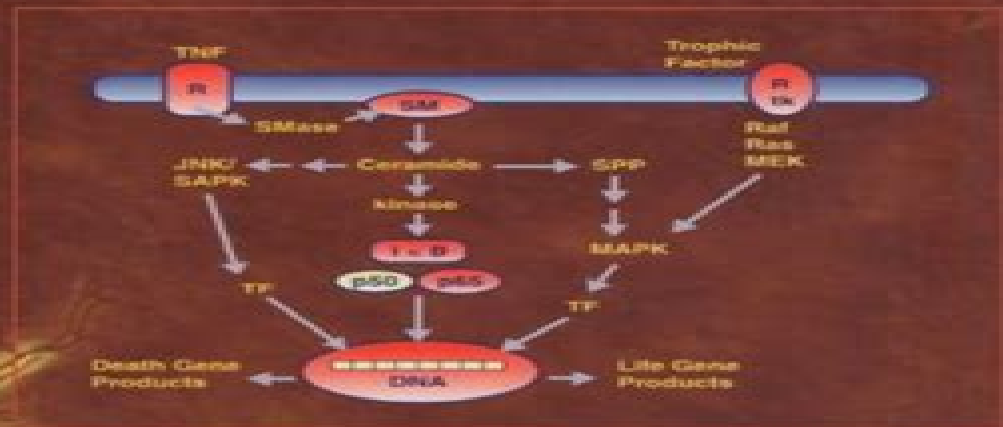 TNF
Trophic
Factor
R
R
tk
SM
SMase
Raf
Ras
MEK
JNK/
SAPK
Ceramide
SPP
kinase
I κ B
MAPK
p50
p65
TF
TF
Death Gene
Products
DNA
Life Gene
Products